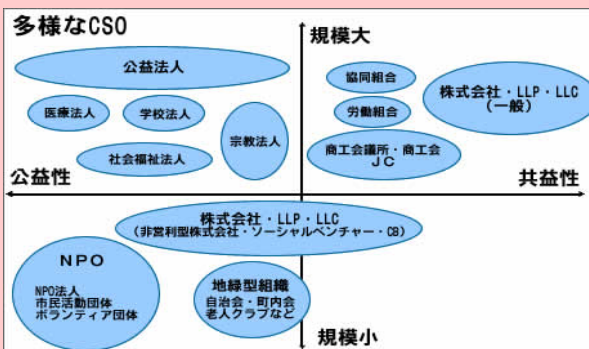 多様なCSO
規模大
公益法人
協同組合
株式会社・LLP・LLC
(一般)
医療法人
学校法人
労働組合
宗教法人
商工会議所・商工会
JC
社会福祉法人
公益性
共益性
株式会社・LLP・LLC
(非営利型株式会社・ソーシャルベンチャー・CB)
NPO
NPO法人
市民活動団体
ボランティア団体
地縁型組織
自治会・町内会
老人クラブなど
規模小